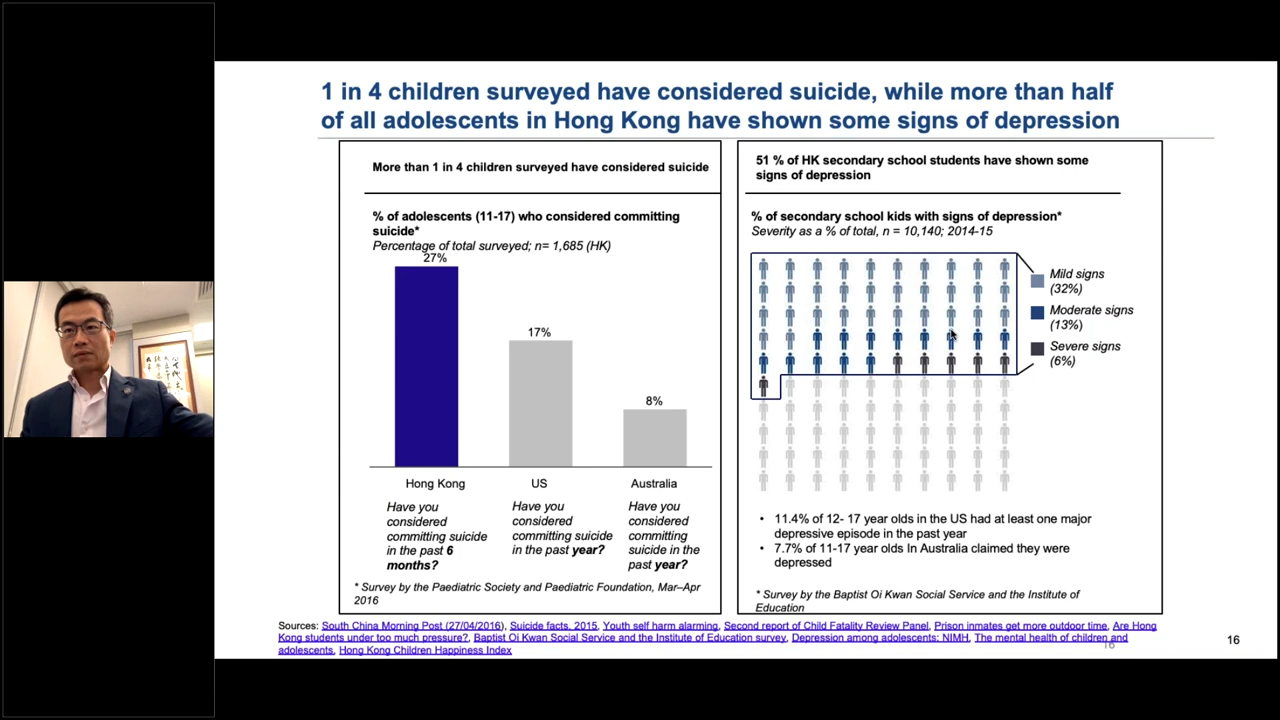 1 in 4 children surveyed have considered suicide, while more than half
of all adolescents in Hong Kong have shown some signs of depression
More than 1 in 4 children surveyed have considered suicide
% of adolescents (11-17) who considered committing
suicide*
Percentage of total surveyed; n= 1,685 (HK)
27%
17%
8%
Hong Kong
US
Australia
Have you
considered
committing suicide
in the past 6
months?
Have you
considered
committing suicide
in the past year?
Have you
considered
committing
suicide in the
past year?
* Survey by the Paediatric Society and Paediatric Foundation, Mar–Apr
2016
51 % of HK secondary school students have shown some
signs of depression
% of secondary school kids with signs of depression*
Severity as a % of total, n = 10,140; 2014-15
Mild signs
(32%)
Moderate signs
(13%)
Severe signs
(6%)
• 11.4% of 12- 17 year olds in the US had at least one major
depressive episode in the past year
• 7.7% of 11-17 year olds In Australia claimed they were
depressed
* Survey by the Baptist Oi Kwan Social Service and the Institute of
Education
Sources: South China Morning Post (27/04/2016), Suicide facts, 2015, Youth self harm alarming, Second report of Child Fatality Review Panel, Prison inmates get more outdoor time, Are Hong
Kong students under too much pressure?, Baptist Oi Kwan Social Service and the Institute of Education survey, Depression among adolescents: NIMH, The mental health of children and
adolescents, Hong Kong Children Happiness Index
16
16